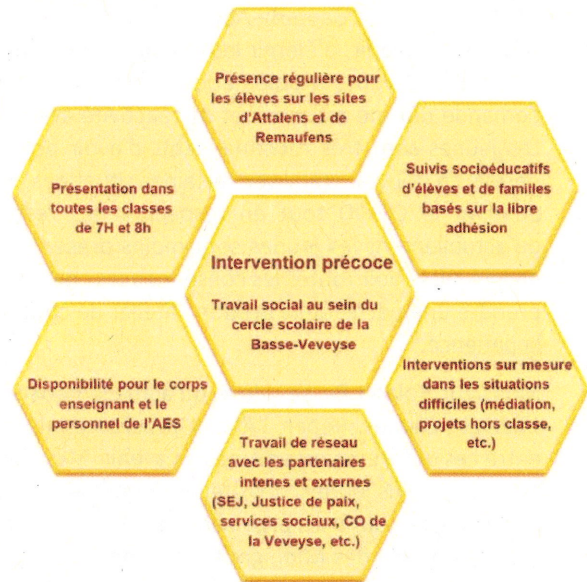 Présence régulière pour
les élèves sur les sites
d'Attalens et de
Remaufens
Présentation dans
toutes les classes
de 7H et 8h
Suivis socioéducatifs
d'élèves et de familles
basés sur la libre
adhésion
Intervention précoce
Travail social au sein du
cercle scolaire de la
Basse-Veveyse
Disponibilité pour le corps
enseignant et le
personnel de l'AES
Interventions sur mesure
dans les situations
difficiles (médiation,
projets hors classe,
etc.)
Travail de réseau
avec les partenaires
intenes et externes
(SEJ, Justice de paix,
services sociaux, CO de
la Veveyse, etc.)